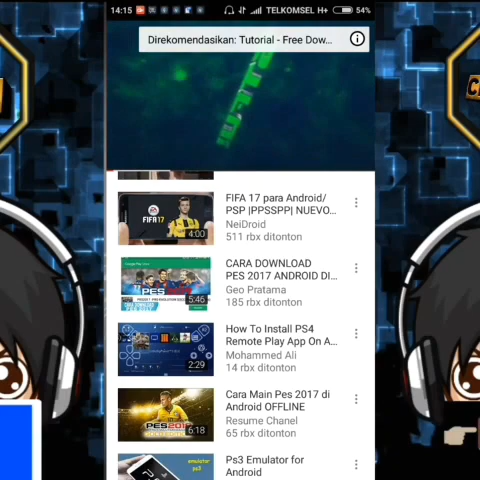 14:15
TELKOMSEL H+
54%
Direkomendasikan: Tutorial - Free Dow...
FIFA 17 para Android/
PSP |PPSSPP| NUEVO...
NeiDroid
511 rbx ditonton
FIFA 17
4:00
CARA DOWNLOAD
PES 2017 ANDROID DI...
Geo Pratama
185 rbx ditonton
PES
5:46
How To Install PS4
Remote Play App On A...
Mohammed Ali
14 rbx ditonton
2:29
Cara Main Pes 2017 di
Android OFFLINE
Resume Chanel
65 rbx ditonton
6:18
Ps3 Emulator for
Android
emulator
ps3